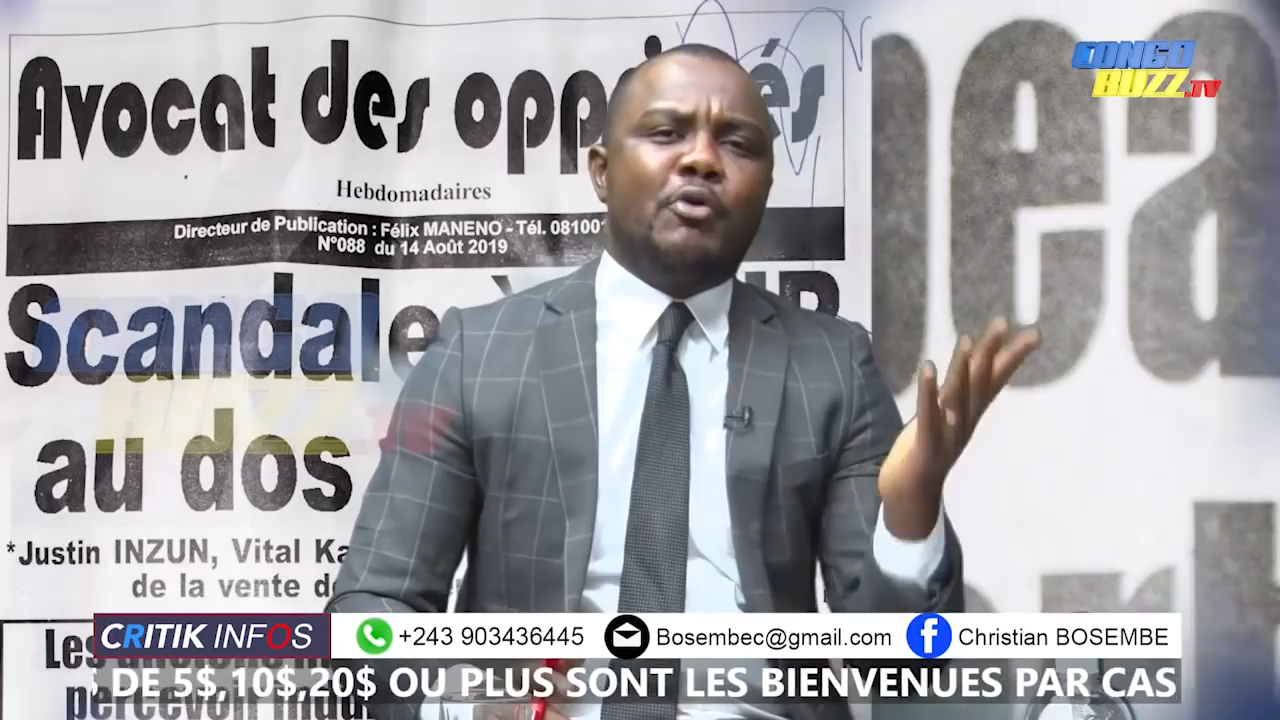 Avocat des
Hebdomadaires
Directeur de Publication : Félix MANENO - Tél. 08100
N°088 du 14 Août 2019
CONGO
BUZZ.TV
Scandale
au dos
*Justin INZUN, Vital
de la vente
CRITIK INFOS
+243 903436445
Bosembec@gmail.com
Christian BOSEMBE
DE 5$,10$,20$ OU PLUS SONT LES BIENVENUES PAR CAS
Les
percevoir